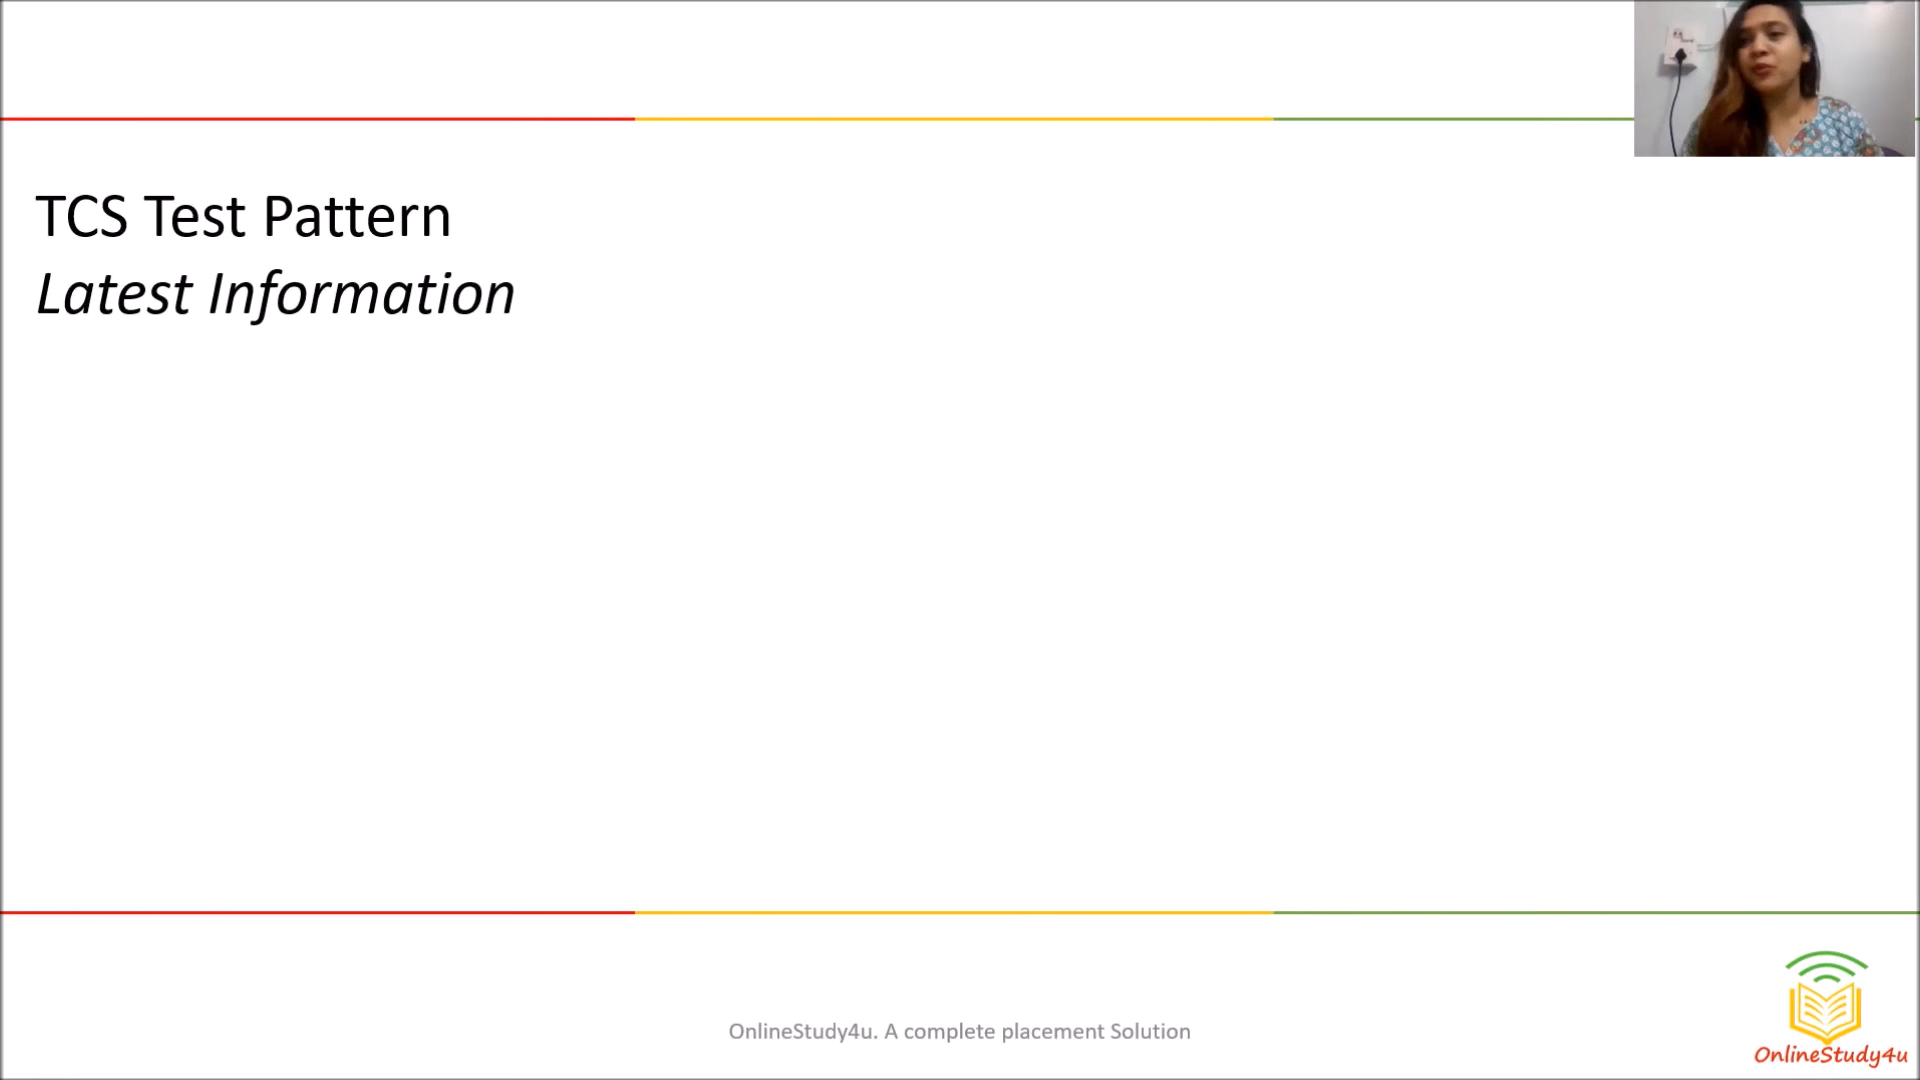 TCS Test Pattern
Latest Information
OnlineStudy4u. A complete placement Solution
OnlineStudy4u